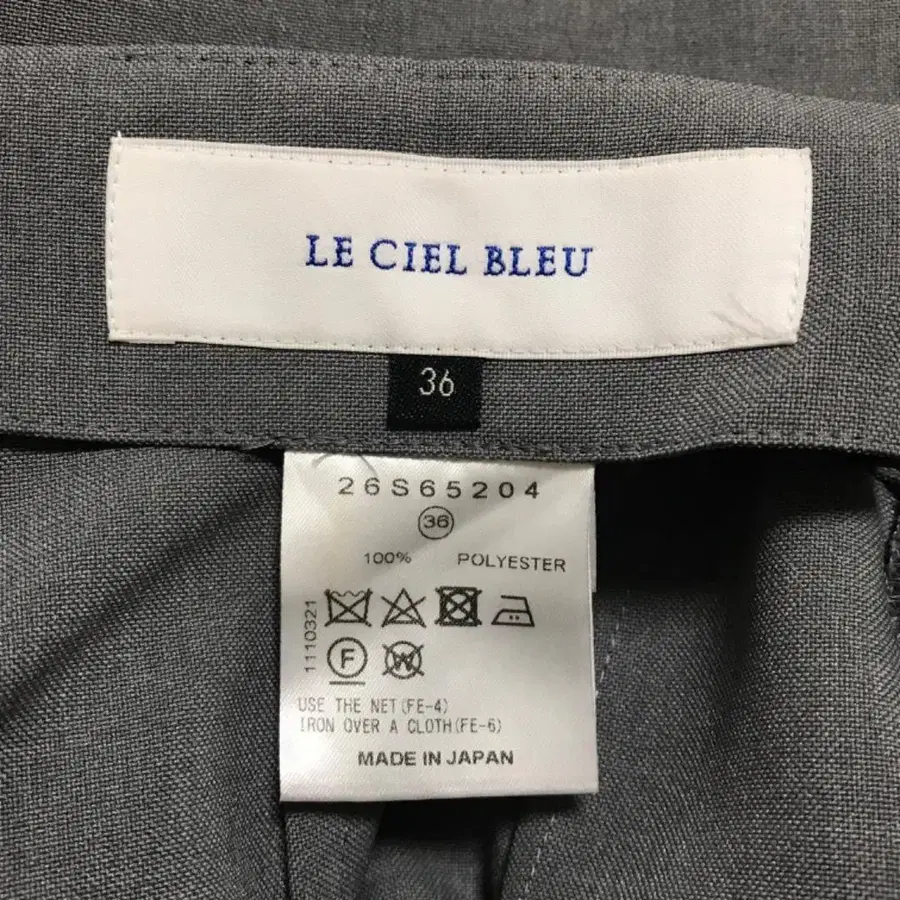 LE CIEL BLEU
36
26S65204
36
100% POLYESTER
1110321
F
W
USE THE NET(FE-4)
IRON OVER A CLOTH(FE-6)
MADE IN JAPAN